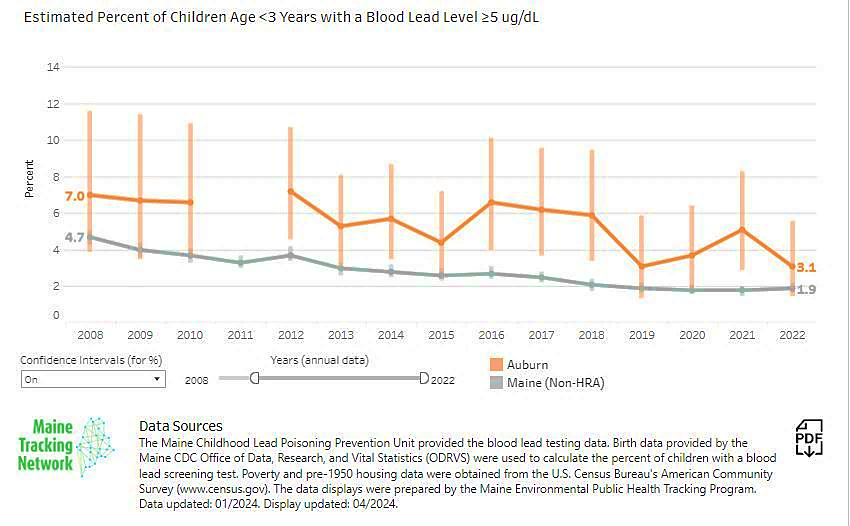 Estimated Percent of Children Age <3 Years with a Blood Lead Level ≥5 ug/dL
14
12
10
8
6
4
2
0
Percent
7.0
4.7
3.1
1.9
2008 2009 2010 2011 2012 2013 2014 2015 2016 2017 2018 2019 2020 2021 2022
Confidence Intervals (for %)
On
Years (annual data)
2008
2022
Auburn
Maine (Non-HRA)
Maine
Tracking
Network
Data Sources
The Maine Childhood Lead Poisoning Prevention Unit provided the blood lead testing data. Birth data provided by the
Maine CDC Office of Data, Research, and Vital Statistics (ODRVS) were used to calculate the percent of children with a blood
lead screening test. Poverty and pre-1950 housing data were obtained from the U.S. Census Bureau's American Community
Survey (www.census.gov). The data displays were prepared by the Maine Environmental Public Health Tracking Program.
Data updated: 01/2024. Display updated: 04/2024.
PDF